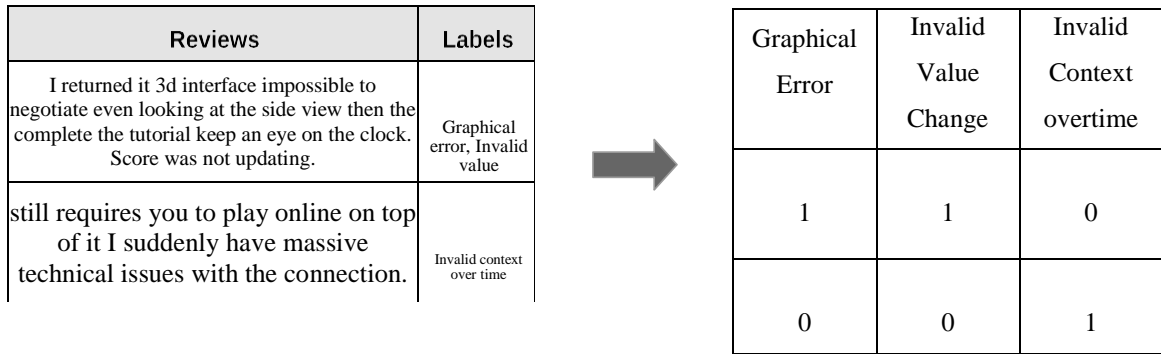 Reviews Labels
I returned it 3d interface impossible to
negotiate even looking at the side view then the
complete the tutorial keep an eye on the clock.
Score was not updating.
Graphical
error, Invalid
value
still requires you to play online on top
of it I suddenly have massive
technical issues with the connection.
Invalid context
over time
Graphical
Error
Invalid
Value
Change
Invalid
Context
overtime
1 1 0
0 0 1